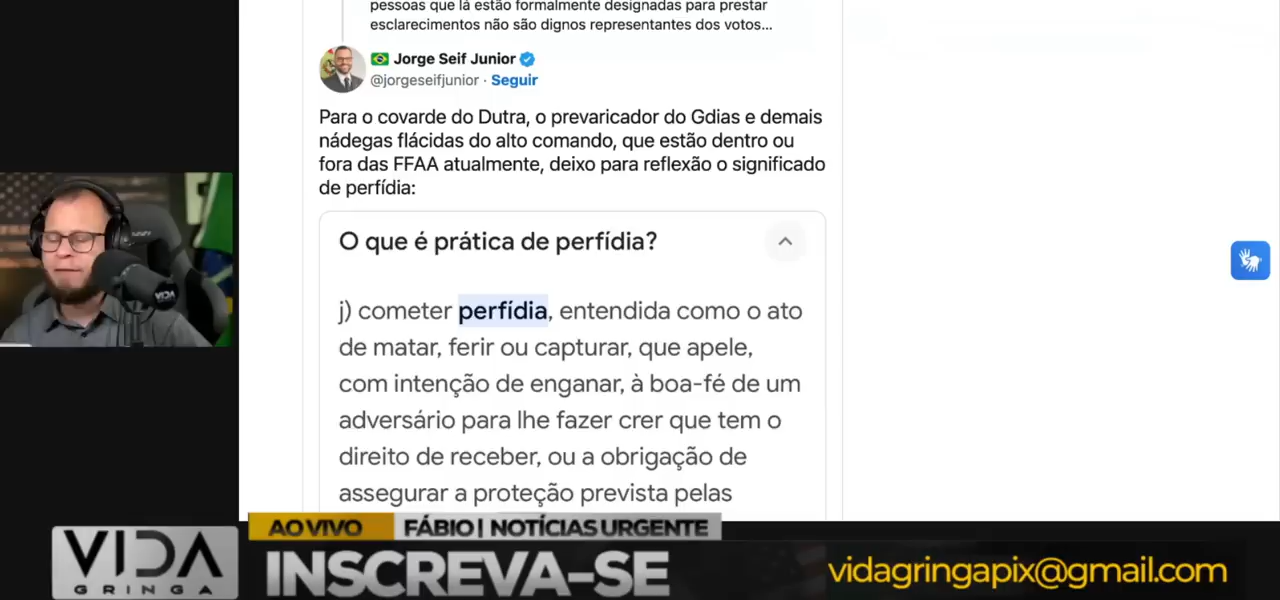 pessoas que lá estão formalmente designadas para prestar
esclarecimentos não são dignos representantes dos votos...
Jorge Seif Junior
@jorgeseifjunior · Seguir
Para o covarde do Dutra, o prevaricador do Gdias e demais
nádegas flácidas do alto comando, que estão dentro ou
fora das FFAA atualmente, deixo para reflexão o significado
de perfídia:
O que é prática de perfídia?
j) cometer perfídia, entendida como o ato
de matar, ferir ou capturar, que apele,
com intenção de enganar, à boa-fé de um
adversário para lhe fazer crer que tem o
direito de receber, ou a obrigação de
assegurar a proteção prevista pelas
VIDA
AO VIVO FÁBIO | NOTÍCIAS URGENTE
VIDA
GRINGA
INSCREVA-SE
vidagringapix@gmail.com